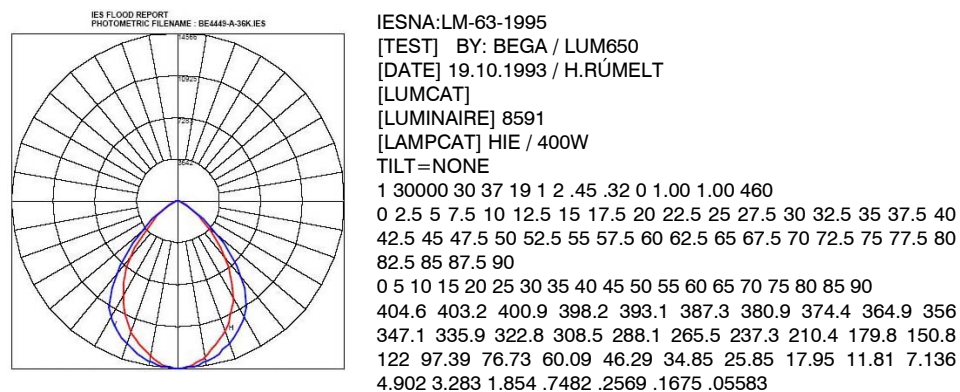 IES FLOOD REPORT
PHOTOMETRIC FILENAME : BE4449-A-36K.IES
14566
10925
7283
3642
H
IESNA:LM-63-1995
[TEST] BY: BEGA / LUM650
[DATE] 19.10.1993 / H.RÚMELT
[LUMCAT]
[LUMINAIRE] 8591
[LAMPCAT] HIE / 400W
TILT=NONE
1 30000 30 37 19 1 2 .45 .32 0 1.00 1.00 460
0 2.5 5 7.5 10 12.5 15 17.5 20 22.5 25 27.5 30 32.5 35 37.5 40
42.5 45 47.5 50 52.5 55 57.5 60 62.5 65 67.5 70 72.5 75 77.5 80
82.5 85 87.5 90
0 5 10 15 20 25 30 35 40 45 50 55 60 65 70 75 80 85 90
404.6 403.2 400.9 398.2 393.1 387.3 380.9 374.4 364.9 356
347.1 335.9 322.8 308.5 288.1 265.5 237.3 210.4 179.8 150.8
122 97.39 76.73 60.09 46.29 34.85 25.85 17.95 11.81 7.136
4.902 3.283 1.854 .7482 .2569 .1675 .05583